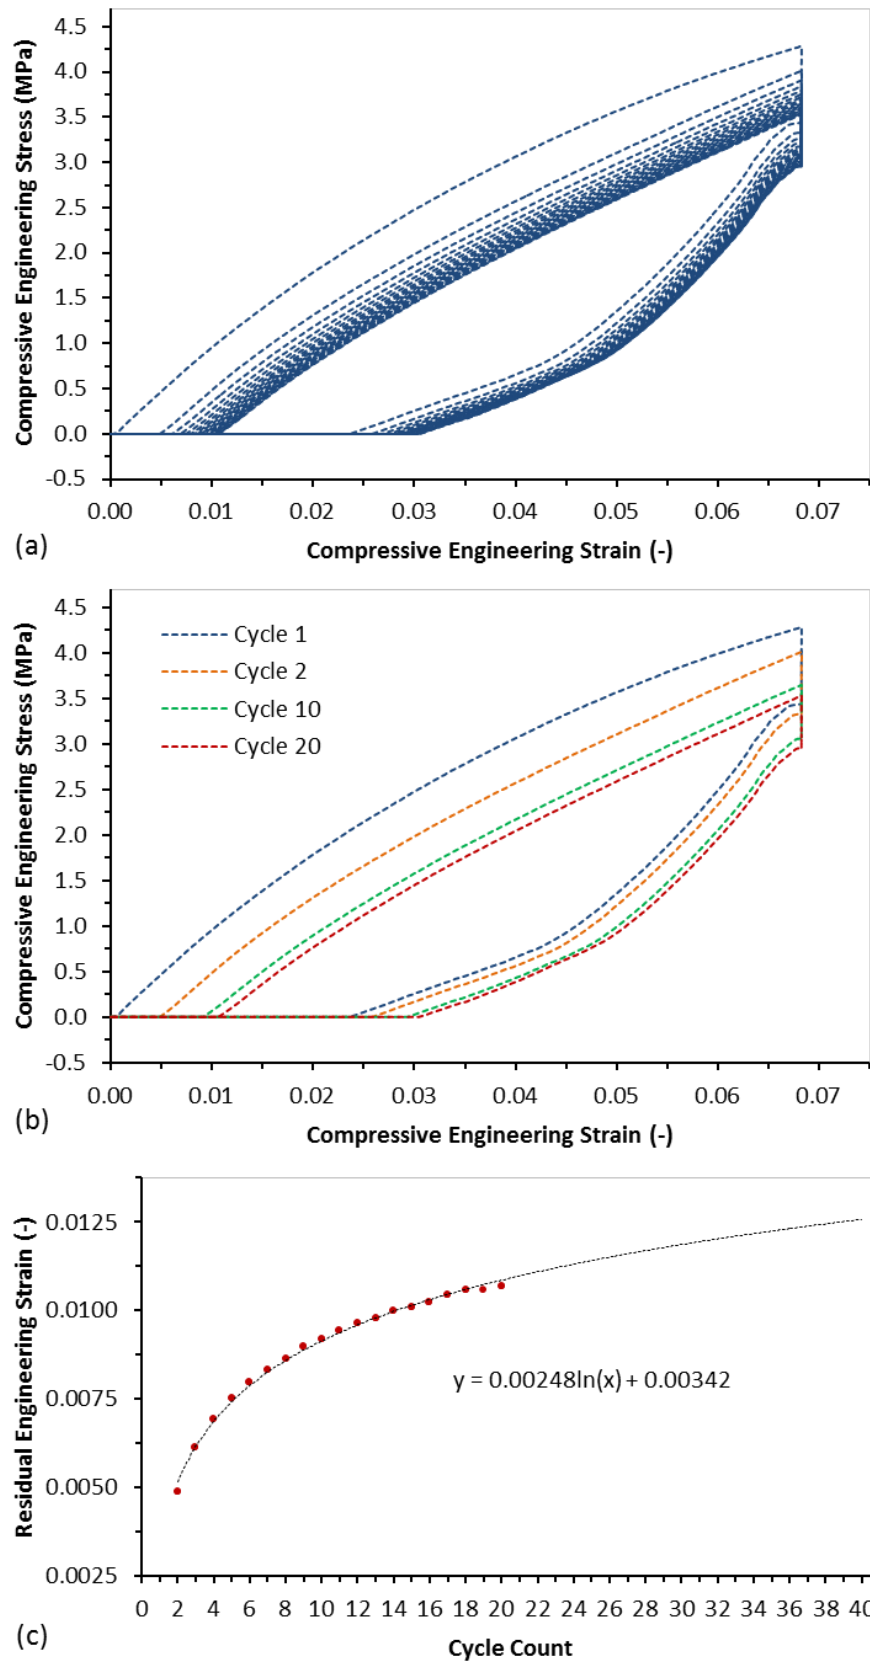 Compressive Engineering Stress (MPa)
4.5
4.0
3.5
3.0
2.5
2.0
1.5
1.0
0.5
0.0
-0.5
0.00 0.01 0.02 0.03 0.04 0.05 0.06 0.07
(a)
Compressive Engineering Strain (-)
Compressive Engineering Stress (MPa)
4.5
4.0
3.5
3.0
2.5
2.0
1.5
1.0
0.5
0.0
-0.5
Cycle 1
Cycle 2
Cycle 10
Cycle 20
0.00 0.01 0.02 0.03 0.04 0.05 0.06 0.07
(b)
Compressive Engineering Strain (-)
Residual Engineering Strain (-)
0.0125
0.0100
0.0075
0.0050
0.0025
y = 0.00248ln(x) + 0.00342
0 2 4 6 8 10 12 14 16 18 20 22 24 26 28 30 32 34 36 38 40
(c)
Cycle Count